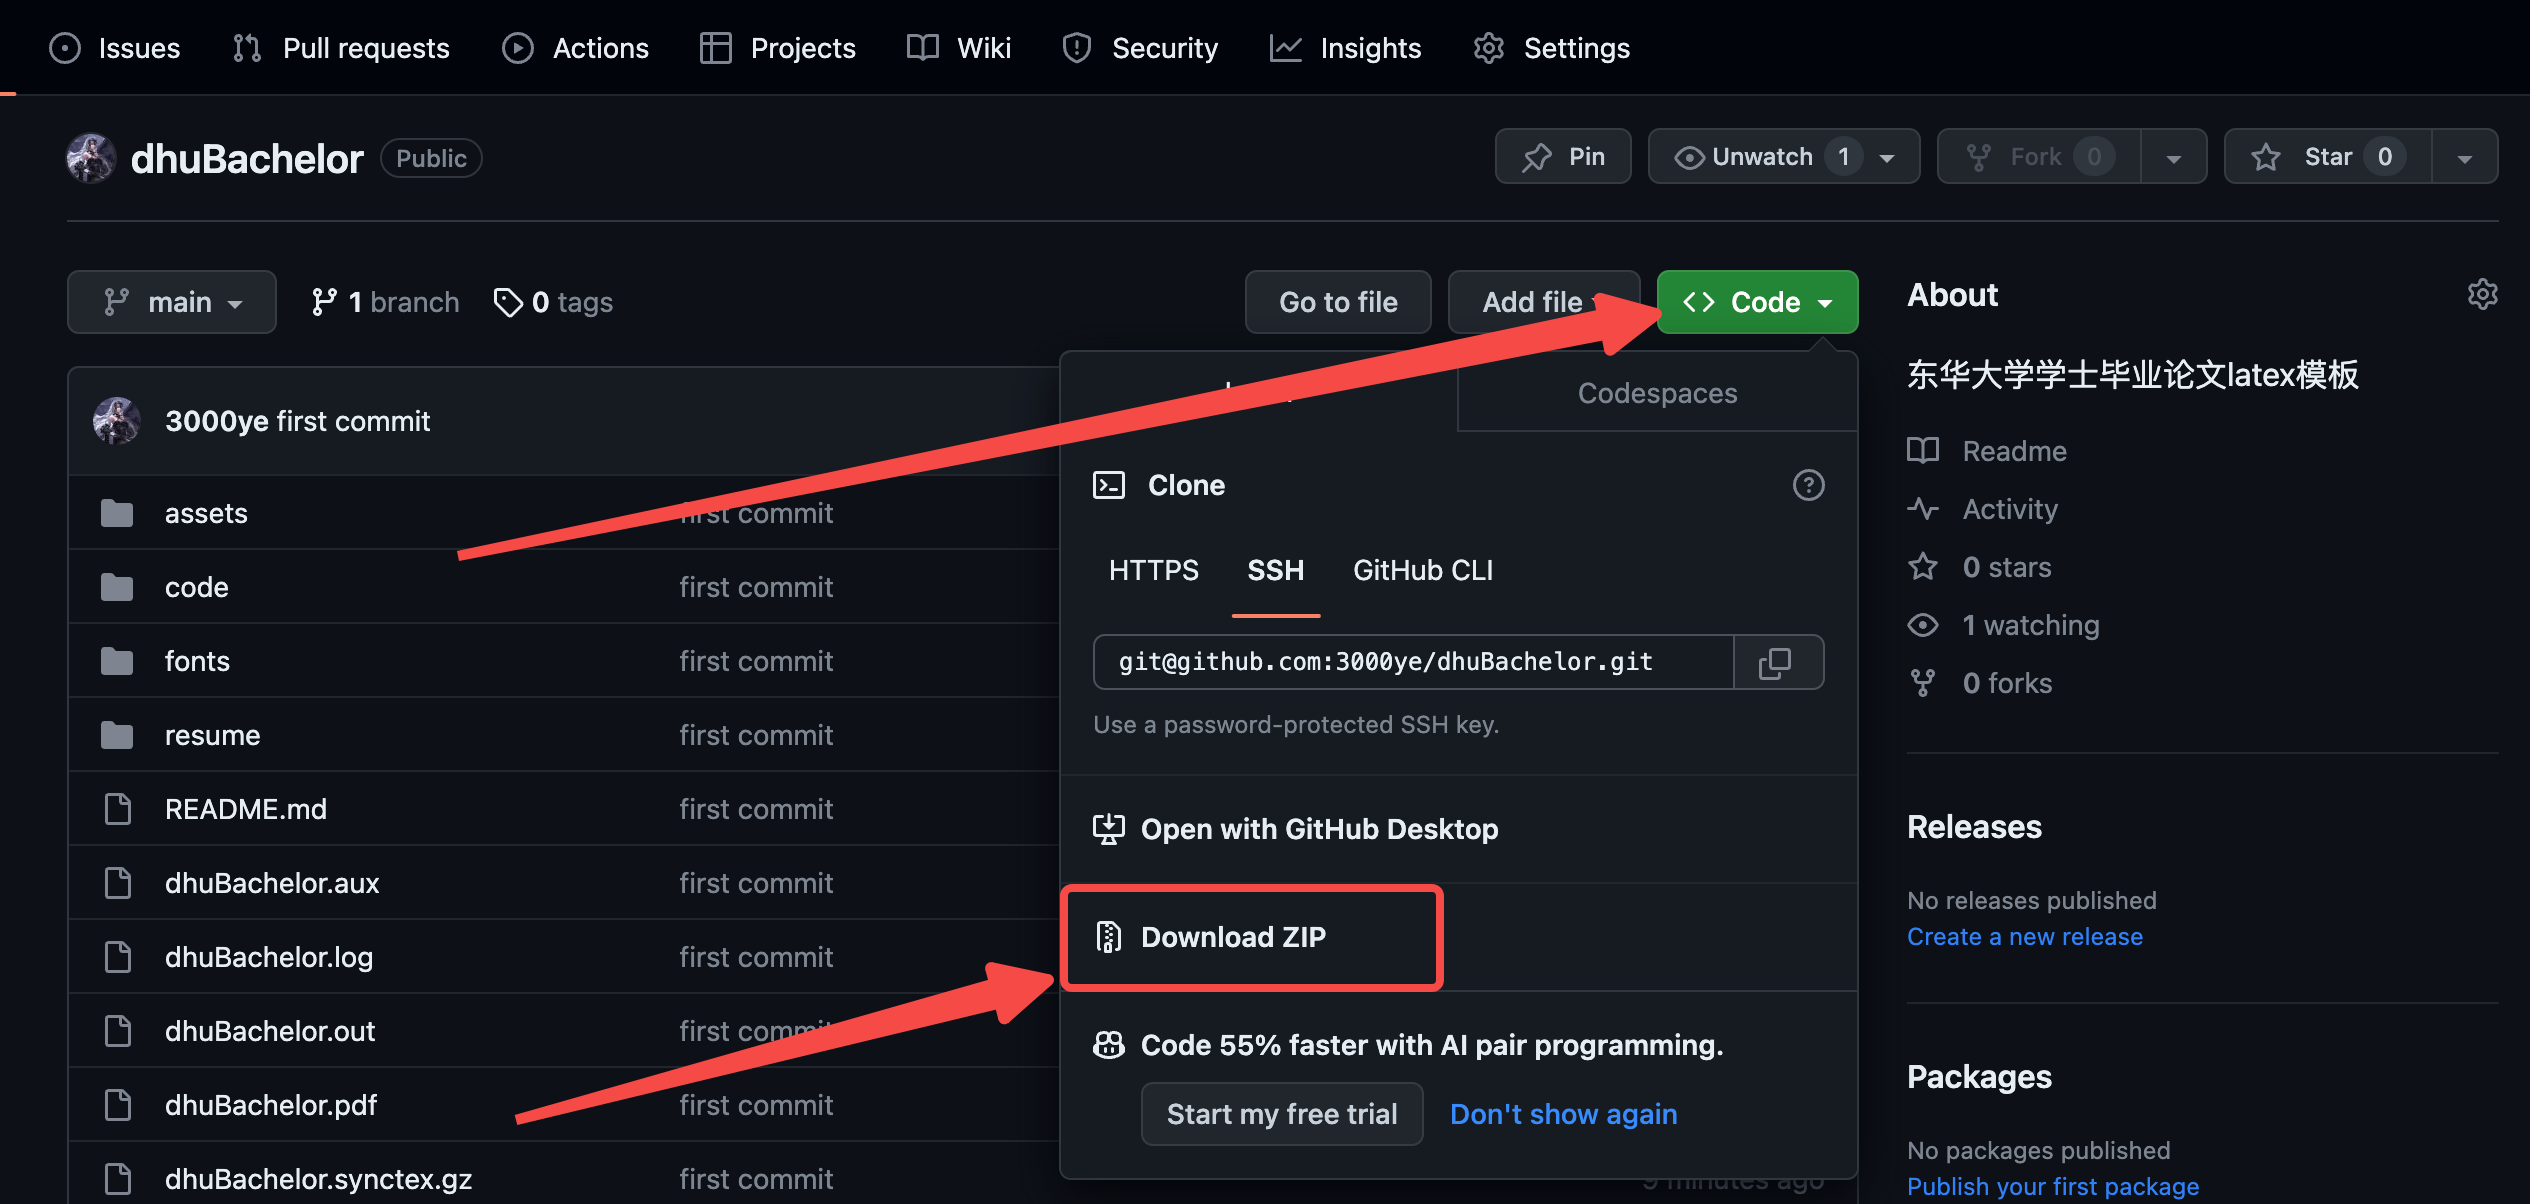 Issues Pull requests Actions Projects Wiki Security Insights Settings
dhuBachelor Public Pin Unwatch 1 Fork 0 Star 0
main 1 branch 0 tags Go to file Add file <> Code
About
东华大学学士毕业论文latex模板
Readme
Activity
0 stars
1 watching
0 forks
Releases
No releases published
Create a new release
Packages
No packages published
Publish your first package
3000ye first commit
assets first commit
code first commit
fonts first commit
resume first commit
README.md first commit
dhuBachelor.aux first commit
dhuBachelor.log first commit
dhuBachelor.out first commit
dhuBachelor.pdf first commit
dhuBachelor.synctex.gz first commit 9 minutes ago
Codespaces
Clone
HTTPS SSH GitHub CLI
git@github.com:3000ye/dhuBachelor.git
Use a password-protected SSH key.
Open with GitHub Desktop
Download ZIP
Code 55% faster with AI pair programming.
Start my free trial Don't show again